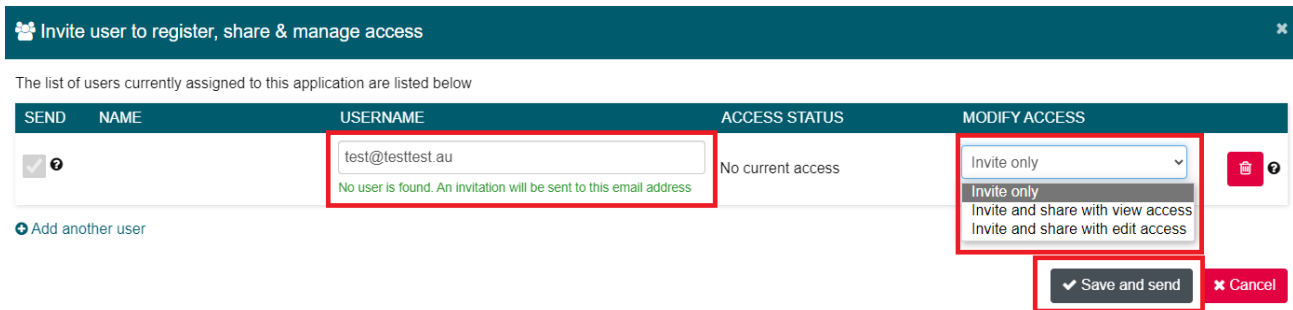 Invite user to register, share & manage access
The list of users currently assigned to this application are listed below
SEND NAME USERNAME ACCESS STATUS MODIFY ACCESS
test@testtest.au
No user is found. An invitation will be sent to this email address
No current access
Invite only
Invite only
Invite and share with view access
Invite and share with edit access
Add another user
Save and send
Cancel